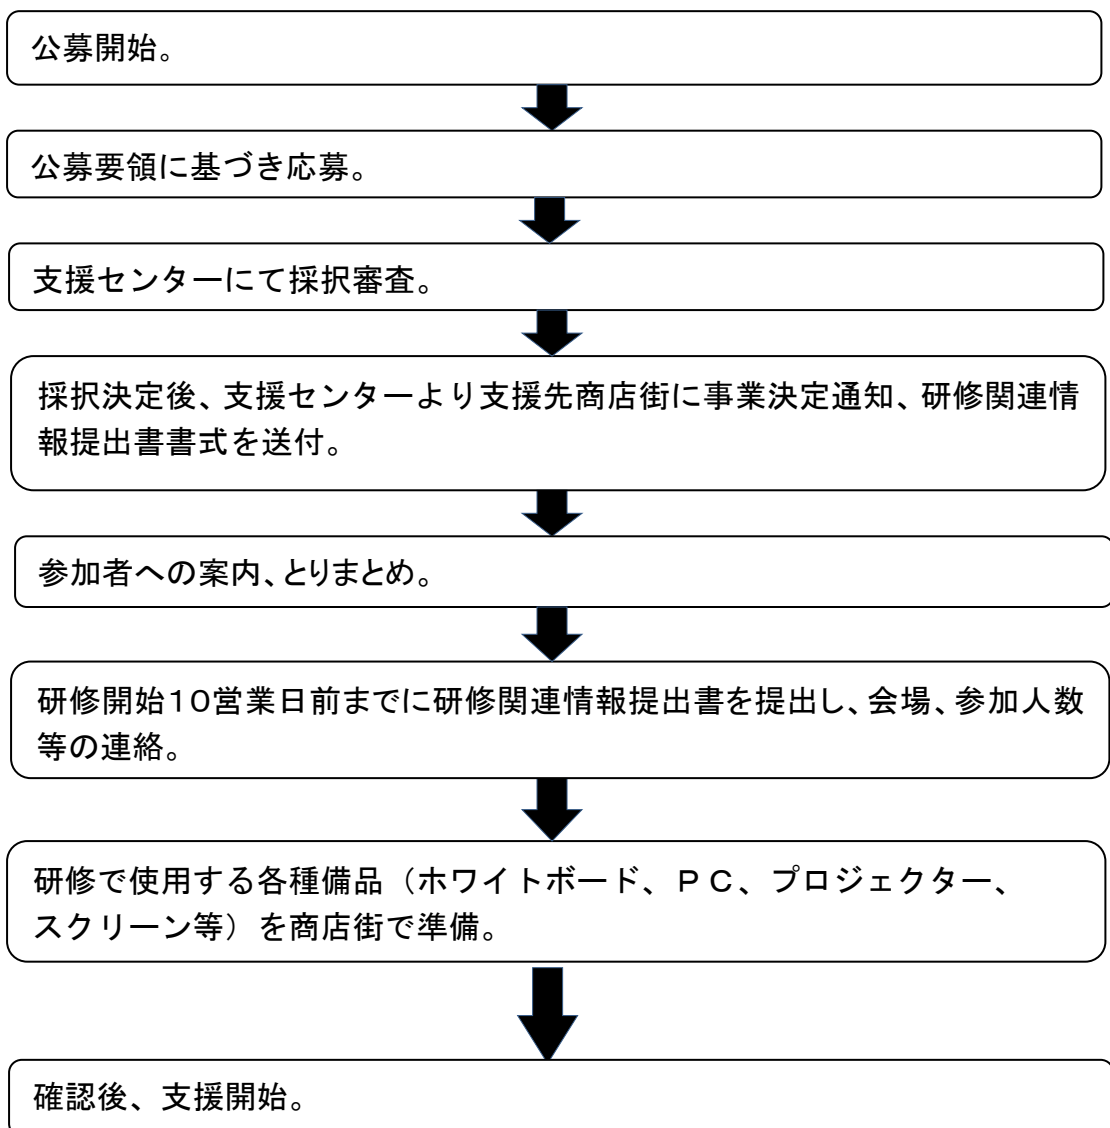 公募開始。
公募要領に基づき応募。
支援センターにて採択審査。
採択決定後、支援センターより支援先商店街に事業決定通知、研修関連情
報提出書書式を送付。
参加者への案内、とりまとめ。
研修開始１０営業日前までに研修関連情報提出書を提出し、会場、参加人数
等の連絡。
研修で使用する各種備品（ホワイトボード、ＰＣ、プロジェクター、
スクリーン等）を商店街で準備。
確認後、支援開始。